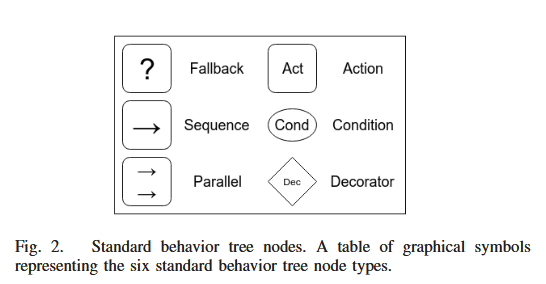 ? Fallback Act Action
→ Sequence Cond Condition
→
→ Parallel Dec Decorator
Fig. 2. Standard behavior tree nodes. A table of graphical symbols
representing the six standard behavior tree node types.